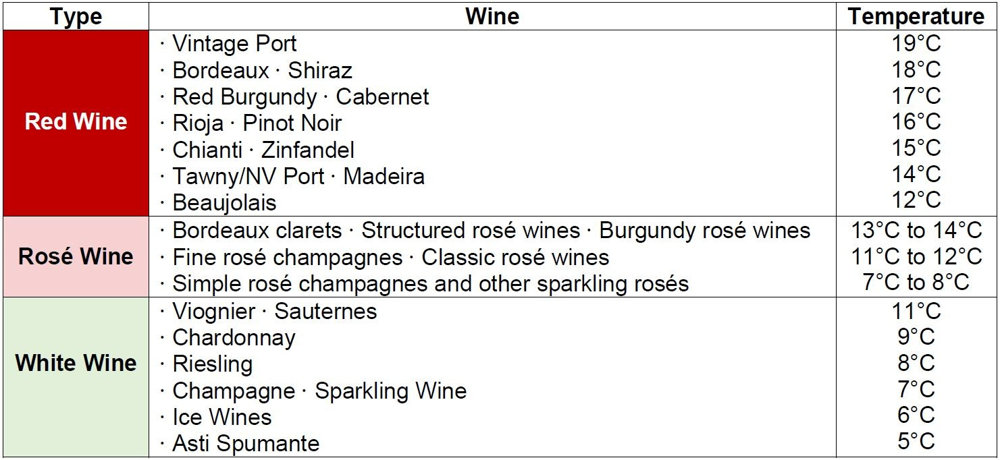 Type Wine Temperature
Red Wine
· Vintage Port 19°C
· Bordeaux · Shiraz 18°C
· Red Burgundy · Cabernet 17°C
· Rioja · Pinot Noir 16°C
· Chianti · Zinfandel 15°C
· Tawny/NV Port · Madeira 14°C
· Beaujolais 12°C
Rosé Wine
· Bordeaux clarets · Structured rosé wines · Burgundy rosé wines 13°C to 14°C
· Fine rosé champagnes · Classic rosé wines 11°C to 12°C
· Simple rosé champagnes and other sparkling rosés 7°C to 8°C
White Wine
· Viognier · Sauternes 11°C
· Chardonnay 9°C
· Riesling 8°C
· Champagne · Sparkling Wine 7°C
· Ice Wines 6°C
· Asti Spumante 5°C